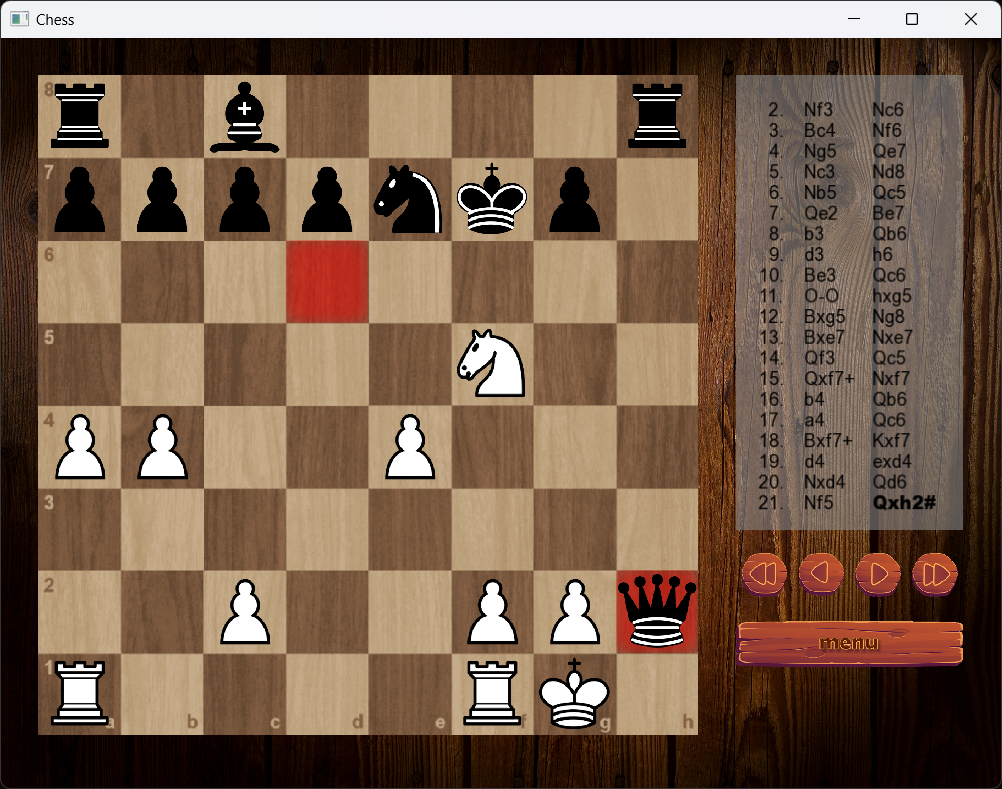 Chess
8
7
6
5
4
3
2
1
a b c d e f g h
2. Nf3 Nc6
3. Bc4 Nf6
4. Ng5 Qe7
5. Nc3 Nd8
6. Nb5 Qc5
7. Qe2 Be7
8. b3 Qb6
9. d3 h6
10. Be3 Qc6
11. O-O hxg5
12. Bxg5 Ng8
13. Bxe7 Nxe7
14. Qf3 Qc5
15. Qxf7+ Nxf7
16. b4 Qb6
17. a4 Qc6
18. Bxf7+ Kxf7
19. d4 exd4
20. Nxd4 Qd6
21. Nf5 Qxh2#
menu